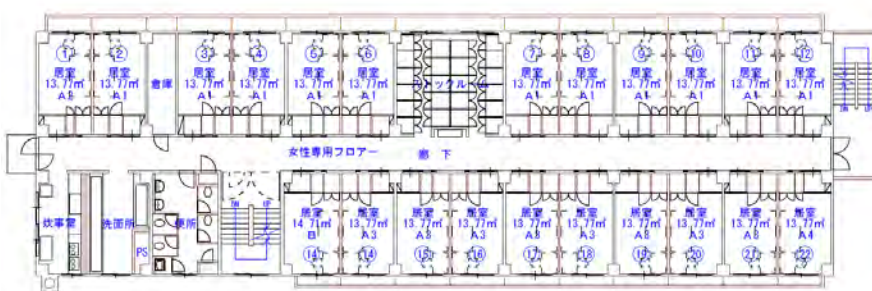 ① ② ③ ④ ⑤ ⑥ ⑦ ⑧ ⑨ ⑩ ⑪ ⑫
居室 居室 倉庫 居室 居室 居室 居室 居室 居室 居室 居室 居室 居室
13.77㎡ 13.77㎡ 13.77㎡ 13.77㎡ 13.77㎡ 13.77㎡ 13.77㎡ 13.77㎡ 13.77㎡ 13.77㎡ 13.77㎡ 13.77㎡
A1 A1 A1 A1 A1 A1 A1 A1 A1 A1
女性専用フロアー 廊 下
DN UP
炊事室 洗面所 便所 PS
居室 居室 居室 居室 居室 居室 居室 居室 居室 居室
14.71㎡ 13.77㎡ 13.77㎡ 13.77㎡ 13.77㎡ 13.77㎡ 13.77㎡ 13.77㎡ 13.77㎡ 13.77㎡
B A3 A3 A3 A3 A3 A3 A3 A3 A4
⑭ ⑭ ⑮ ⑯ ⑰ ⑱ ⑲ ⑳ ㉑ ㉒